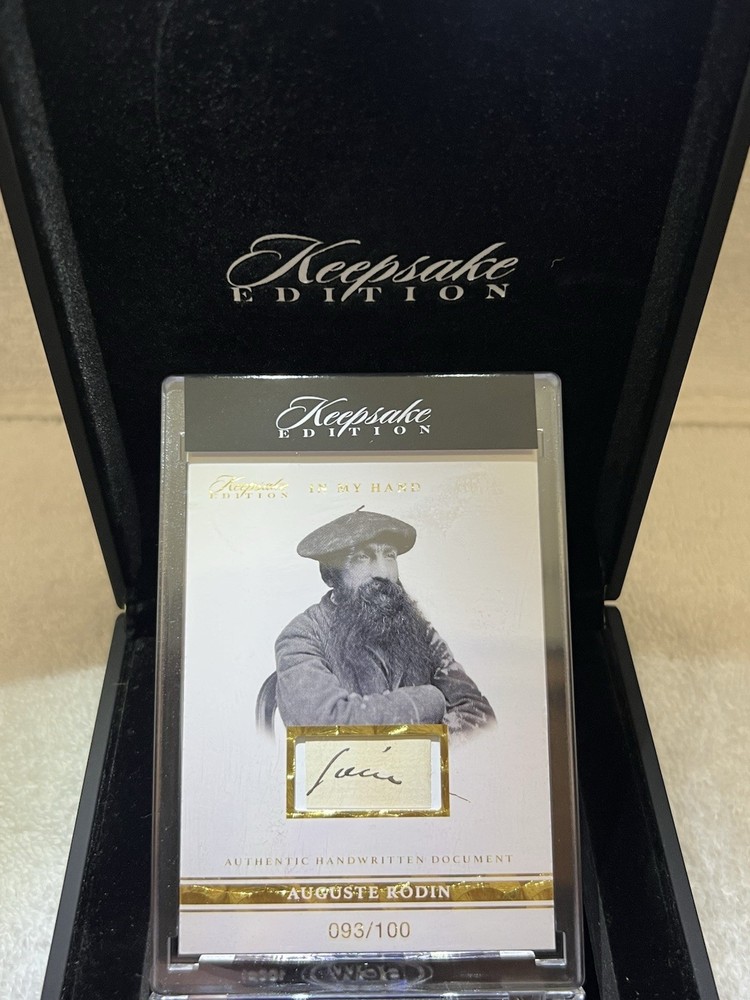 Keepsake
EDITION
Keepsake
EDITION
Keepsake
EDITION
IN MY HAND
AUTHENTIC HANDWRITTEN DOCUMENT
AUGUSTE RODIN
093/100